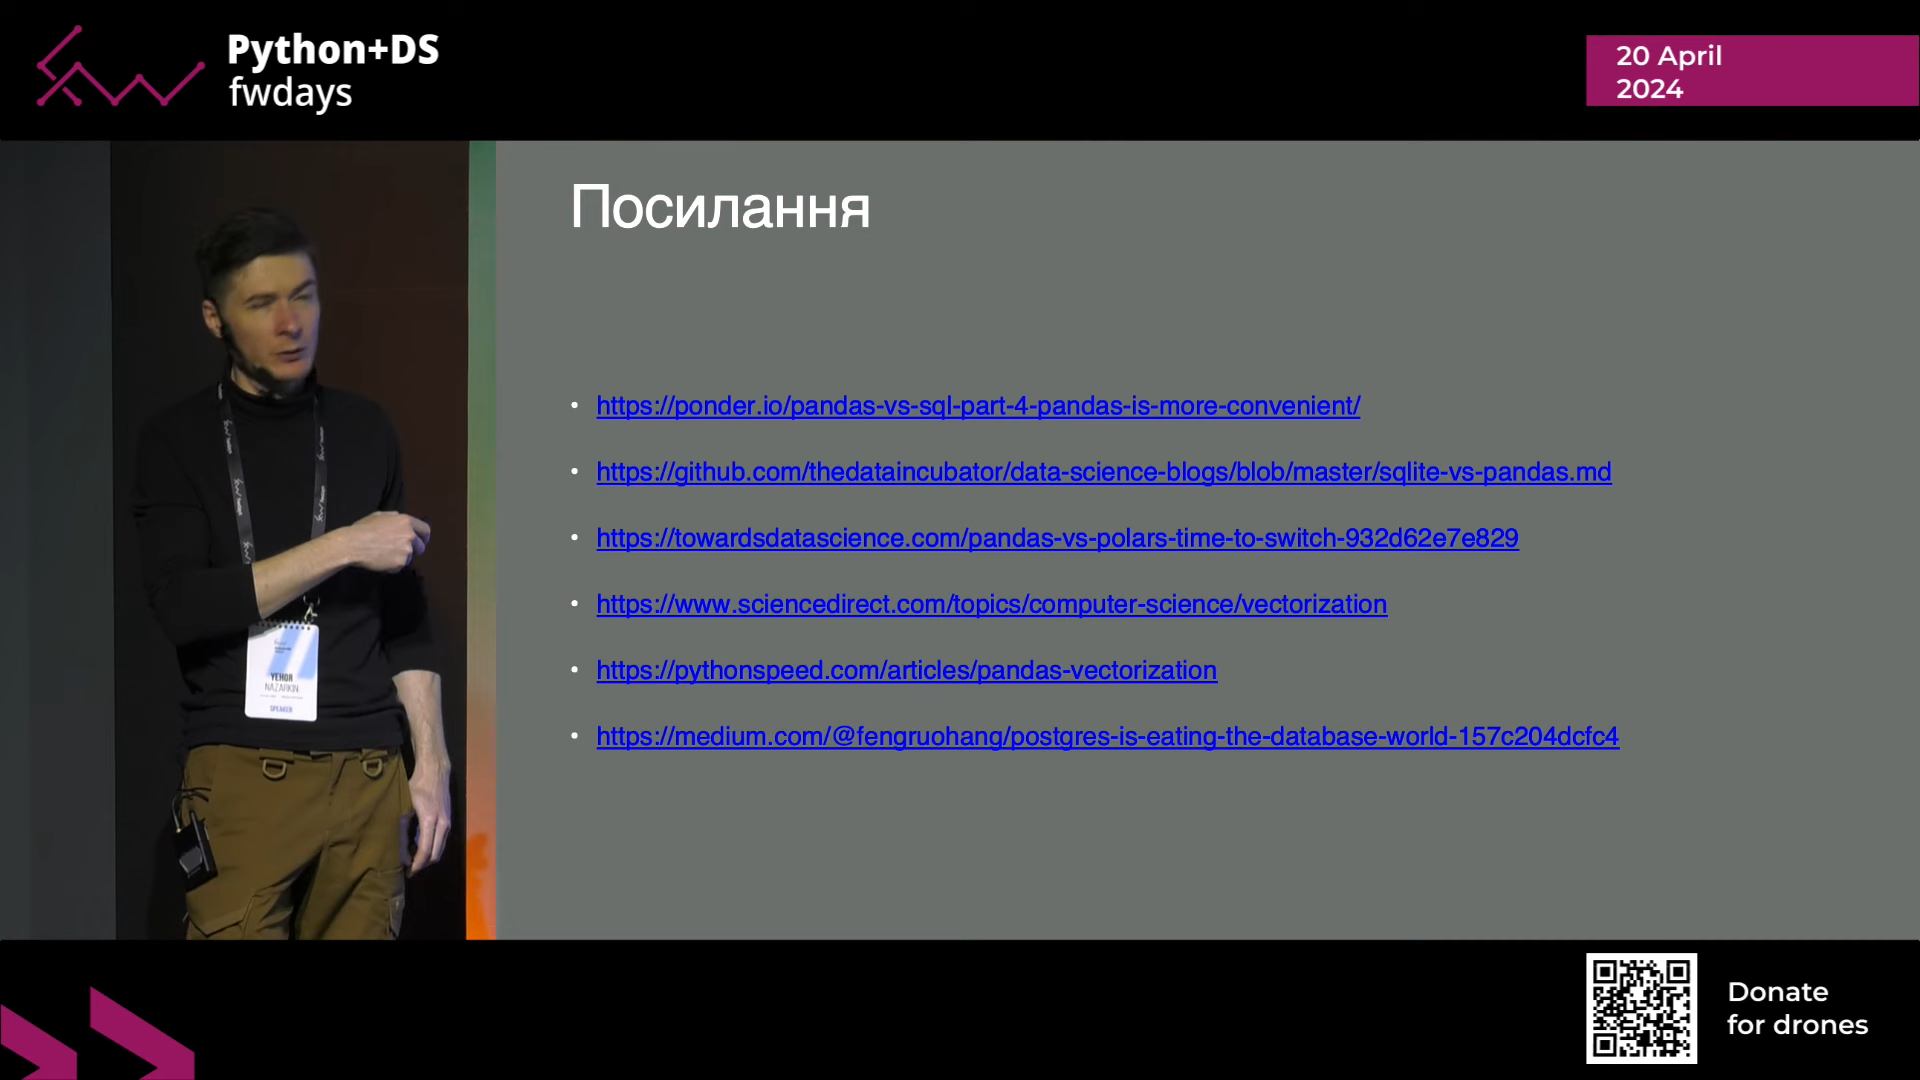 Python+DS
fwdays
20 April
2024
Посилання
• https://ponder.io/pandas-vs-sql-part-4-pandas-is-more-convenient/
• https://github.com/thedataincubator/data-science-blogs/blob/master/sqlite-vs-pandas.md
• https://towardsdatascience.com/pandas-vs-polars-time-to-switch-932d62e7e829
• https://www.sciencedirect.com/topics/computer-science/vectorization
• https://pythonspeed.com/articles/pandas-vectorization
• https://medium.com/@fengruohang/postgres-is-eating-the-database-world-157c204dcfc4
YEHOR
NAZARKIN
SPEAKER
Donate
for drones